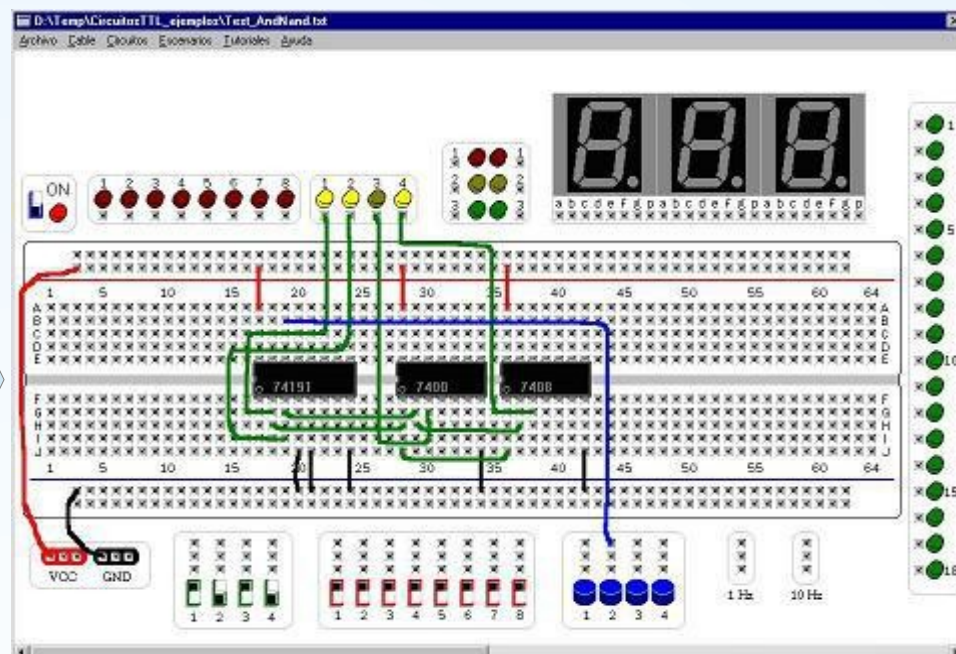 D:\Temp\CircuitosTTL_ejemplos\Test_AndNand.txt
Archivo Cable Circuitos Escenarios Tutoriales Ayuda
ON
1 2 3 4 5 6 7 8
1 2 3 4
1 1
2 2
3 3
a b c d e f g p a b c d e f g p a b c d e f g p
1
5
10
15
16
1 5 10 15 20 25 30 35 40 45 50 55 60 64
A A
B B
C C
D D
E E
74191 7400 7408
F F
G G
H H
I I
J J
1 5 10 15 20 25 30 35 40 45 50 55 60 64
VCC GND
1 2 3 4
1 2 3 4 5 6 7 8
1 2 3 4
1 Hz
10 Hz